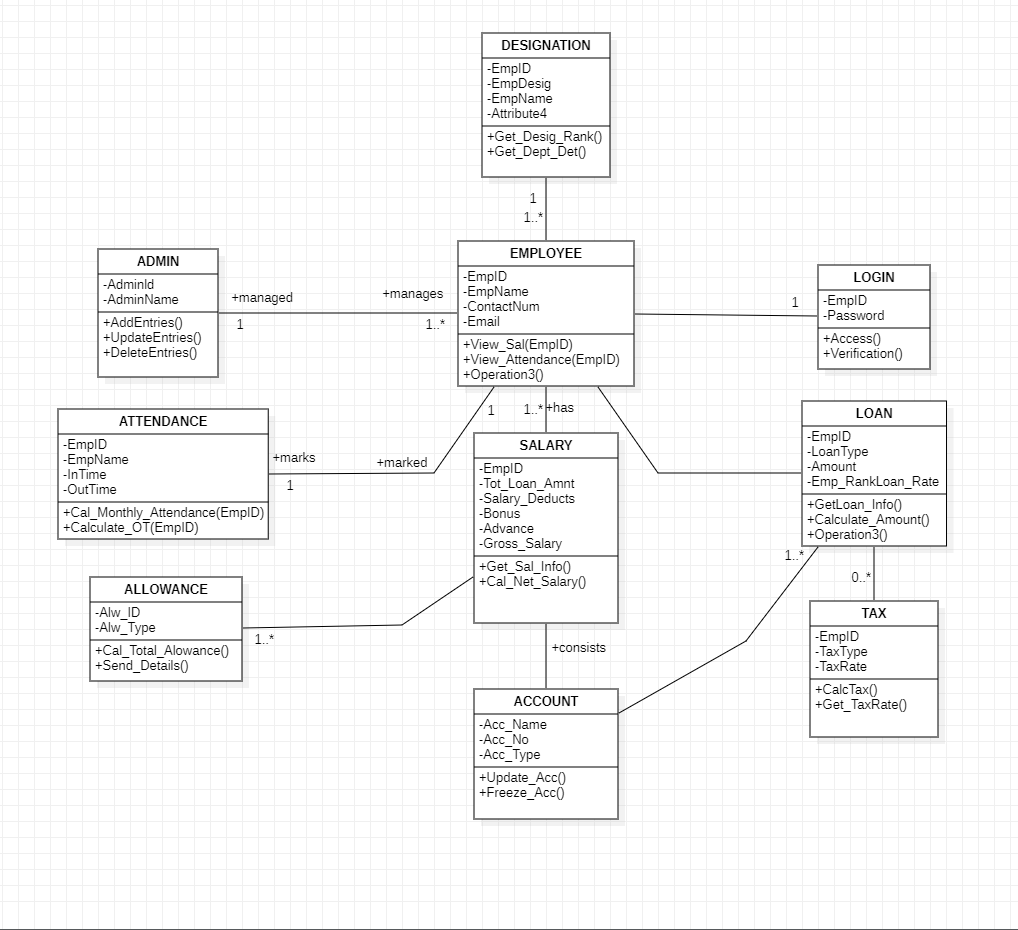 DESIGNATION
-EmpID
-EmpDesig
-EmpName
-Attribute4
+Get_Desig_Rank()
+Get_Dept_Det()
1
1..*
ADMIN
-AdminId
-AdminName
+AddEntries()
+UpdateEntries()
+DeleteEntries()
+managed
1
+manages
1..*
EMPLOYEE
-EmpID
-EmpName
-ContactNum
-Email
+View_Sal(EmpID)
+View_Attendance(EmpID)
+Operation3()
1
LOGIN
-EmpID
-Password
+Access()
+Verification()
ATTENDANCE
-EmpID
-EmpName
-InTime
-OutTime
+Cal_Monthly_Attendance(EmpID)
+Calculate_OT(EmpID)
+marks
1
+marked
1
1..*
+has
SALARY
-EmpID
-Tot_Loan_Amnt
-Salary_Deducts
-Bonus
-Advance
-Gross_Salary
+Get_Sal_Info()
+Cal_Net_Salary()
LOAN
-EmpID
-LoanType
-Amount
-Emp_RankLoan_Rate
+GetLoan_Info()
+Calculate_Amount()
+Operation3()
1..*
0..*
ALLOWANCE
-Alw_ID
-Alw_Type
+Cal_Total_Alowance()
+Send_Details()
1..*
+consists
TAX
-EmpID
-TaxType
-TaxRate
+CalcTax()
+Get_TaxRate()
ACCOUNT
-Acc_Name
-Acc_No
-Acc_Type
+Update_Acc()
+Freeze_Acc()